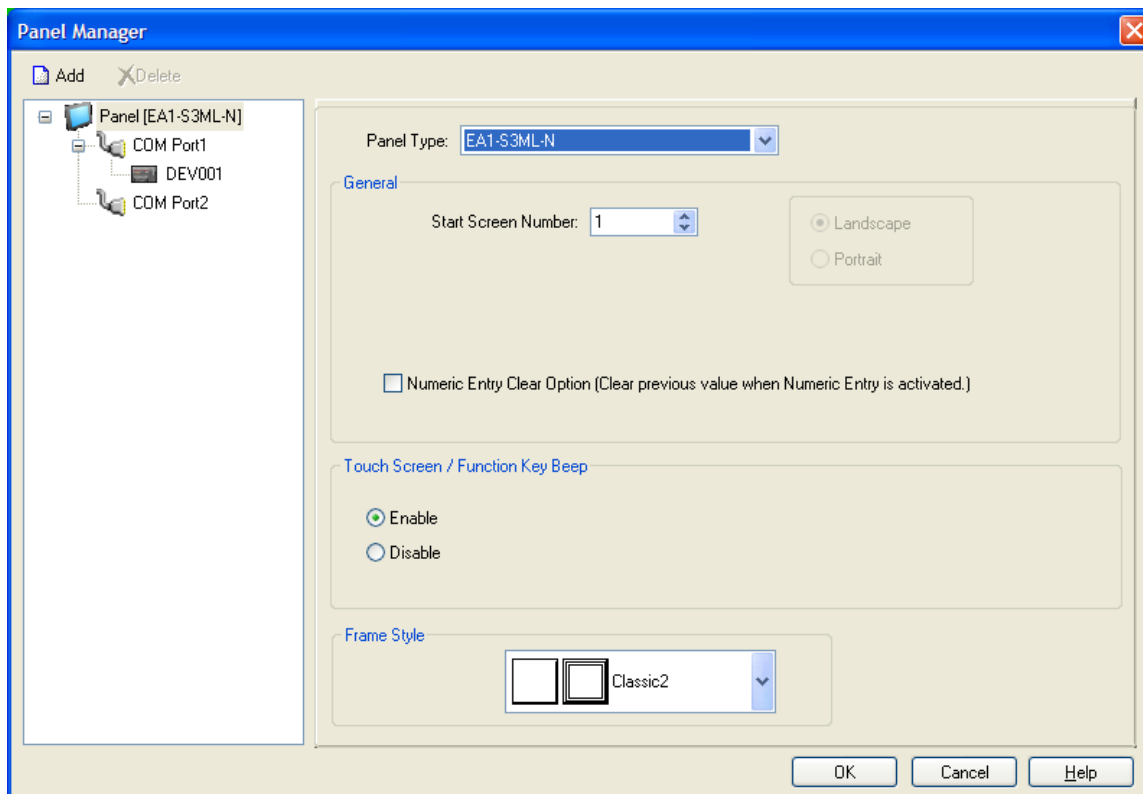 Panel Manager
Add Delete
Panel [EA1-S3ML-N]
COM Port1
DEV001
COM Port2
Panel Type: EA1-S3ML-N
General
Start Screen Number: 1
Landscape
Portrait
Numeric Entry Clear Option (Clear previous value when Numeric Entry is activated.)
Touch Screen / Function Key Beep
Enable
Disable
Frame Style
Classic2
OK Cancel Help